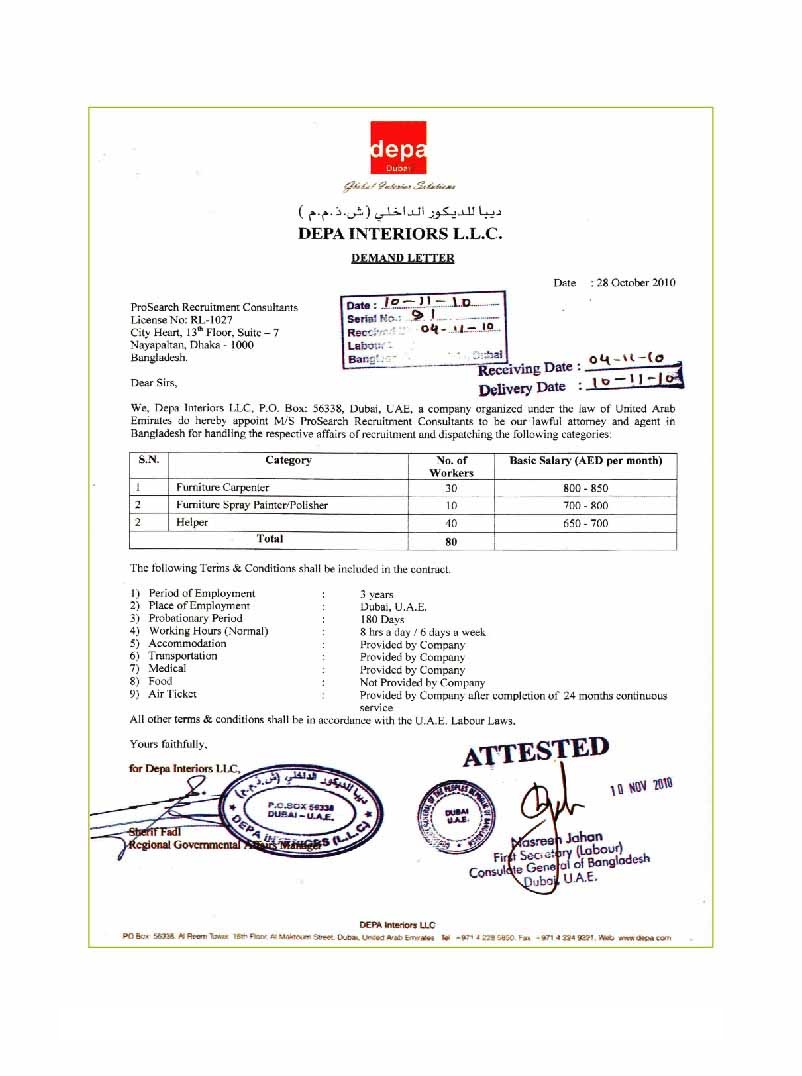 depa
Dubai
Global Interior Solutions
ديبا للديكور الداخلي (ش.ذ.م.م)
DEPA INTERIORS L.L.C.
DEMAND LETTER
Date : 28 October 2010
ProSearch Recruitment Consultants
License No: RL-1027
City Heart, 13th Floor, Suite – 7
Nayapaltan, Dhaka - 1000
Bangladesh.
Date : 10-11-10
Serial No.: 91
Received 04-11-10
Labour
Dubai
Receiving Date : 04-11-10
Delivery Date : 10-11-10
Dear Sirs,
We, Depa Interiors LLC, P.O. Box: 56338, Dubai, UAE, a company organized under the law of United Arab
Emirates do hereby appoint M/S ProSearch Recruitment Consultants to be our lawful attorney and agent in
Bangladesh for handling the respective affairs of recruitment and dispatching the following categories:
S.N. Category No. of Workers Basic Salary (AED per month)
1 Furniture Carpenter 30 800 - 850
2 Furniture Spray Painter/Polisher 10 700 - 800
2 Helper 40 650 - 700
Total 80
The following Terms & Conditions shall be included in the contract.
1) Period of Employment : 3 years
2) Place of Employment : Dubai, U.A.E.
3) Probationary Period : 180 Days
4) Working Hours (Normal) : 8 hrs a day / 6 days a week
5) Accommodation : Provided by Company
6) Transportation : Provided by Company
7) Medical : Provided by Company
8) Food : Not Provided by Company
9) Air Ticket : Provided by Company after completion of 24 months continuous
service
All other terms & conditions shall be in accordance with the U.A.E. Labour Laws.
Yours faithfully,
for Depa Interiors LLC,
ديبا للديكور الداخلي (ش.ذ.م.م)
P.O.BOX 56338
DUBAI – U.A.E.
DEPA INTERIORS (L.L.C)
Sherif Fadl
Regional Governmental Affairs Manager
ATTESTED
10 NOV 2010
DUBAI
U.A.E.
Nasreen Jahan
First Secretary (Labour)
Consulate General of Bangladesh
Dubai, U.A.E.
DEPA Interiors LLC
PO Box: 56338, Al Reem Tower, 16th Floor, Al Maktoum Street, Dubai, United Arab Emirates Tel +971 4 228 5850, Fax +971 4 224 9221, Web www.depa.com